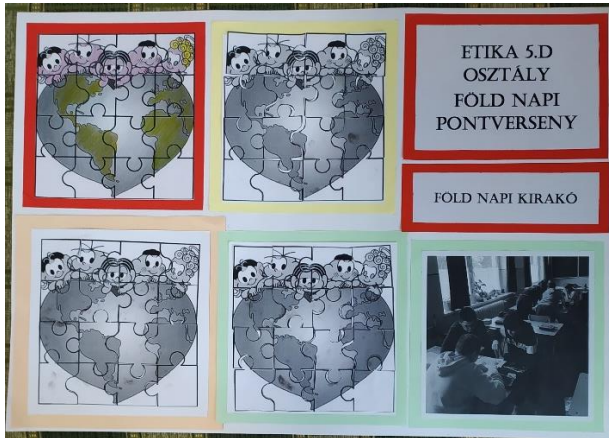 ETIKA 5.D
OSZTÁLY
FÖLD NAPI
PONTVERSENY
FÖLD NAPI KIRAKÓ